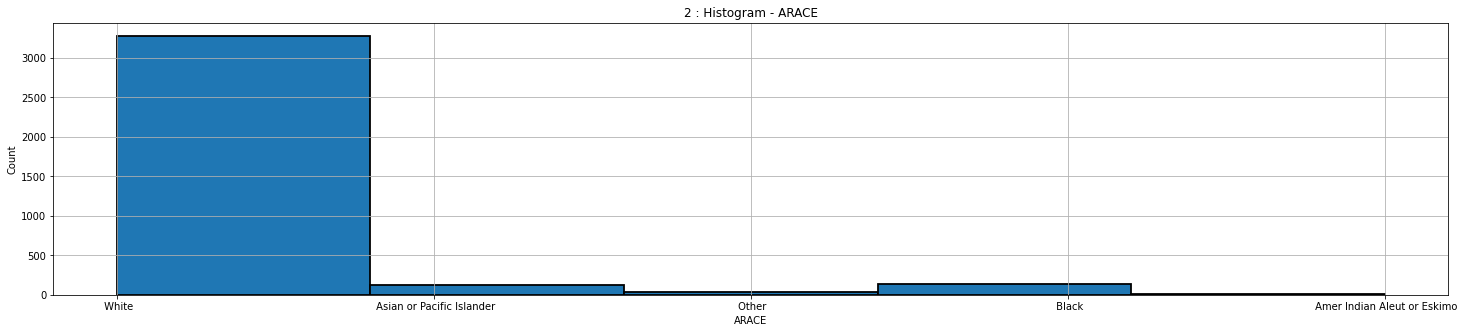 2 : Histogram - ARACE
3000
2500
2000
1500
1000
500
0
Count
White Asian or Pacific Islander Other Black Amer Indian Aleut or Eskimo
ARACE